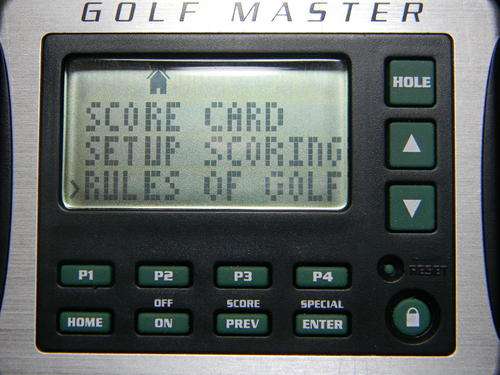 GOLF MASTER
HOLE
SCORE CARD
SETUP SCORING
>RULES OF GOLF
RESET
P1 P2 P3 P4
OFF SCORE SPECIAL
HOME ON PREV ENTER